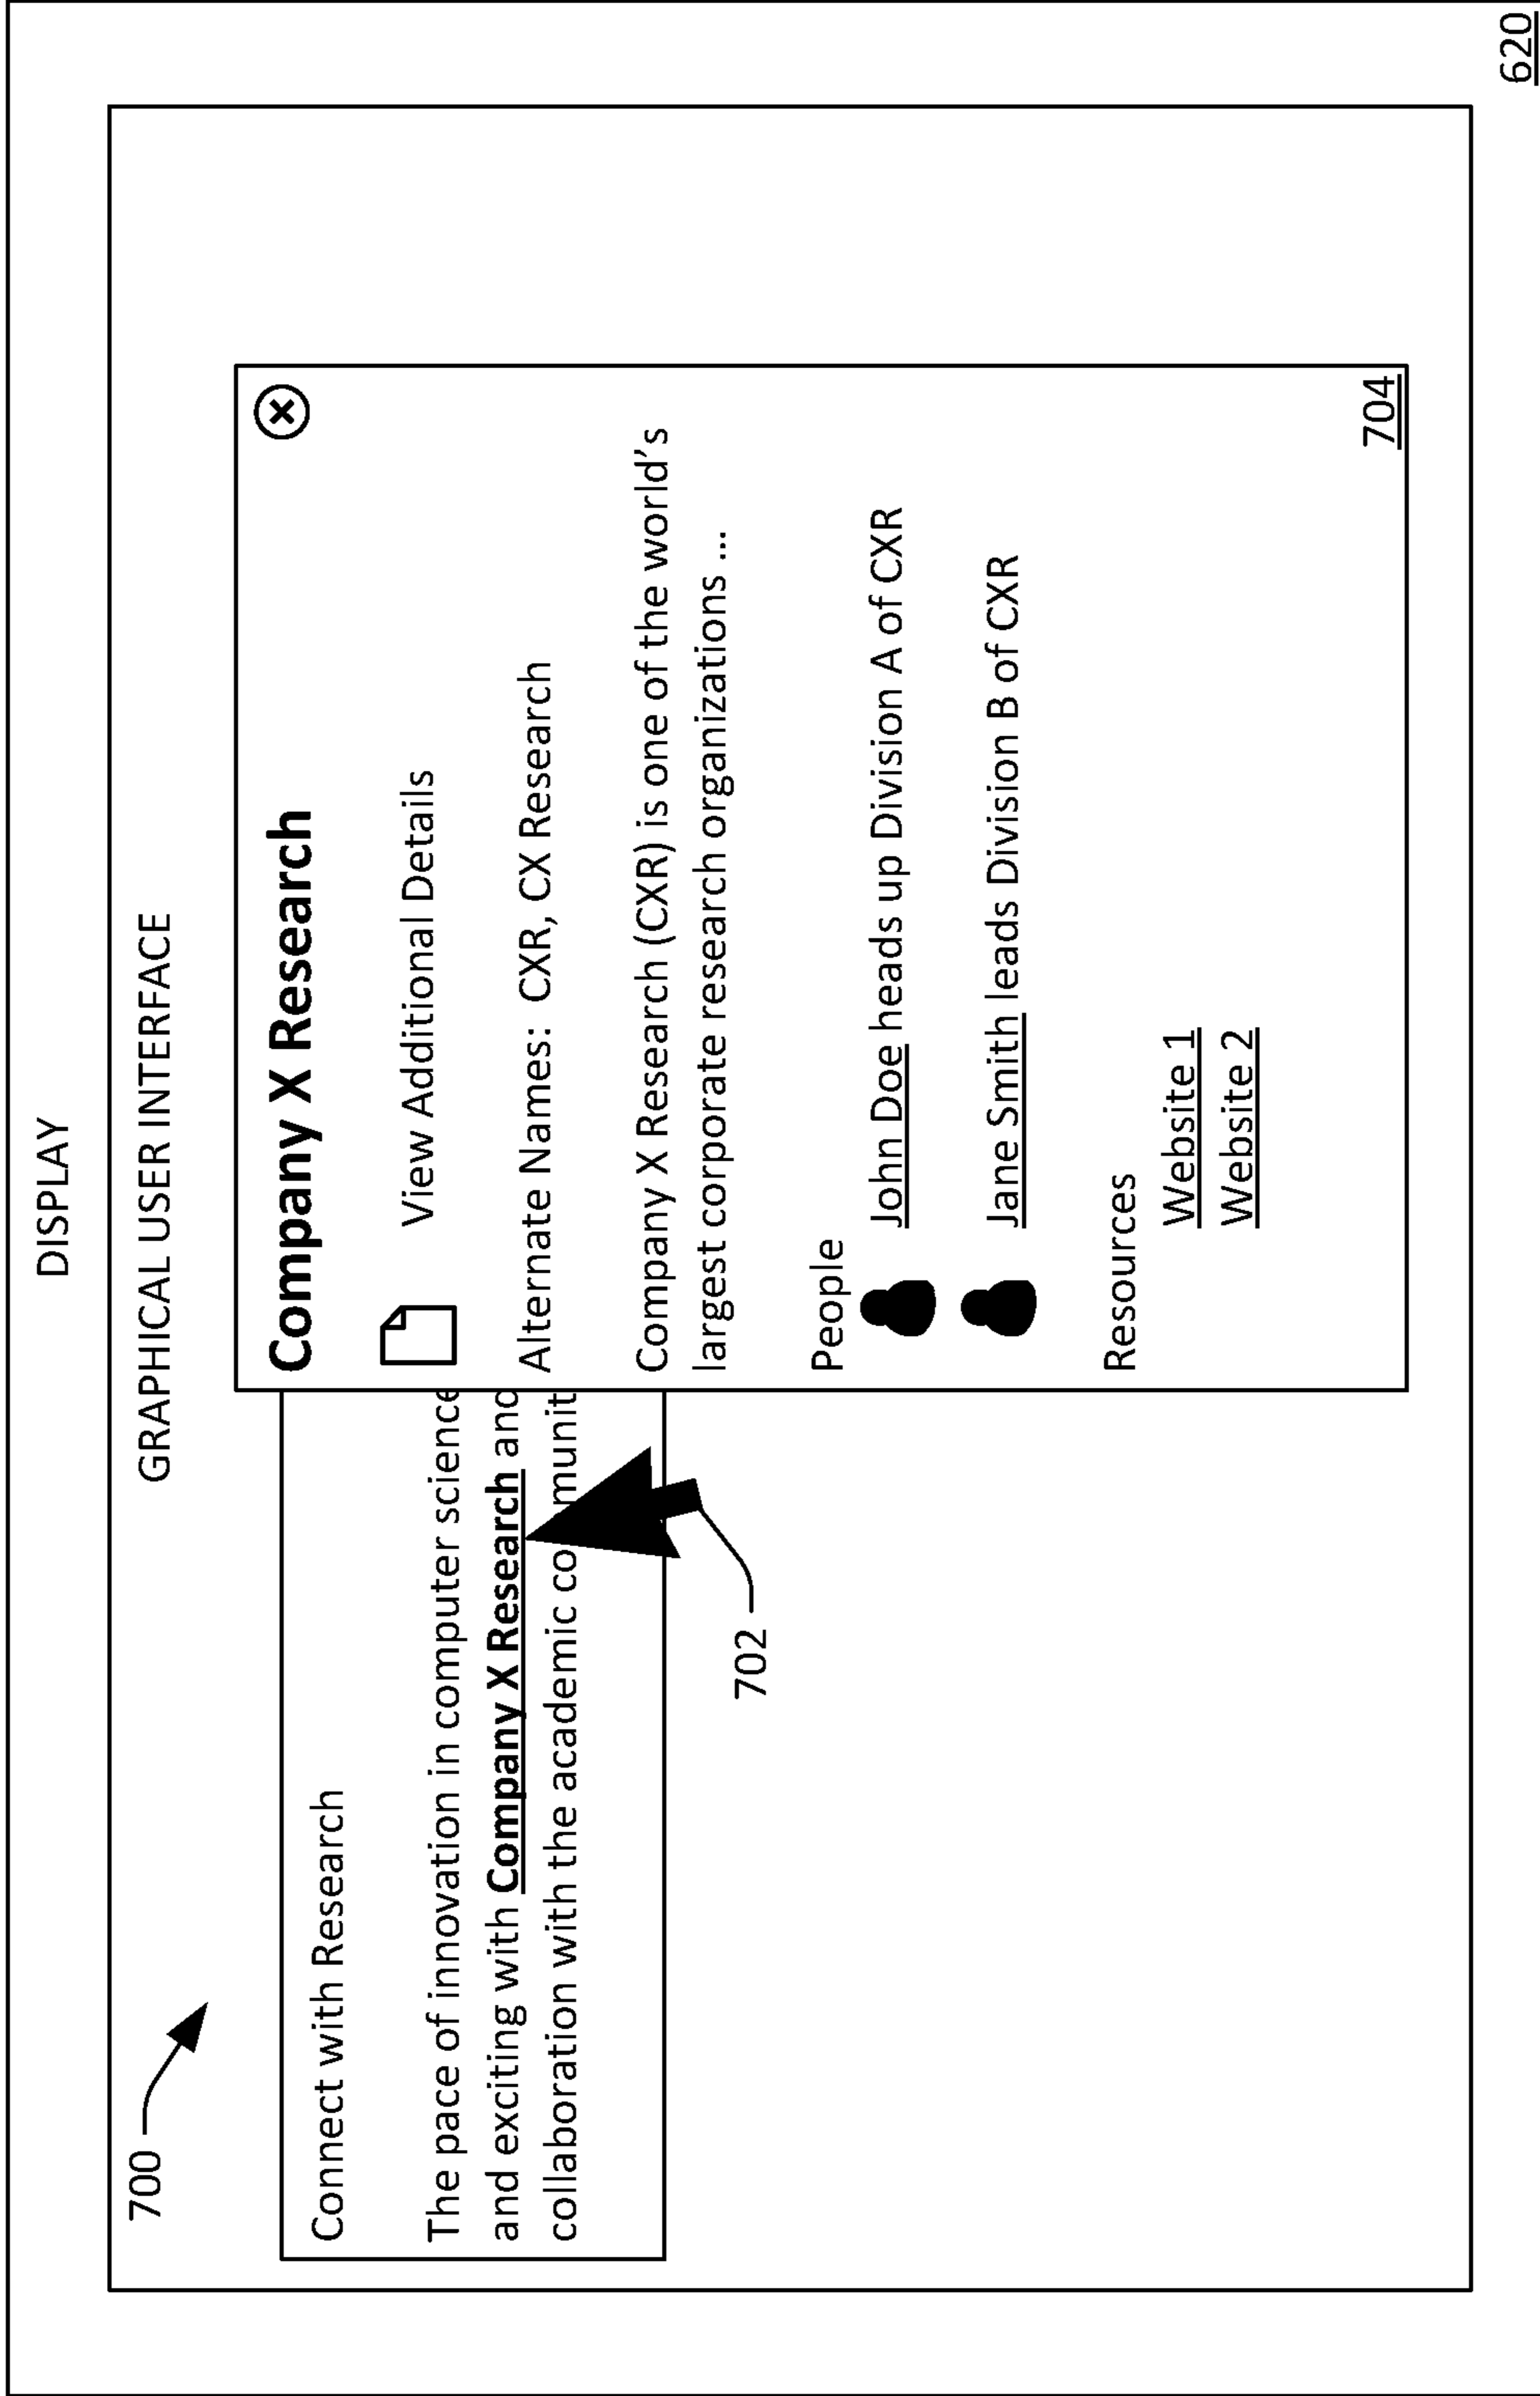 DISPLAY
GRAPHICAL USER INTERFACE
700
Connect with Research
The pace of innovation in computer science
and exciting with Company X Research and
collaboration with the academic co munit
702
Company X Research
View Additional Details
Alternate Names: CXR, CX Research
Company X Research (CXR) is one of the world's
largest corporate research organizations ...
People
John Doe heads up Division A of CXR
Jane Smith leads Division B of CXR
Resources
Website 1
Website 2
704
620